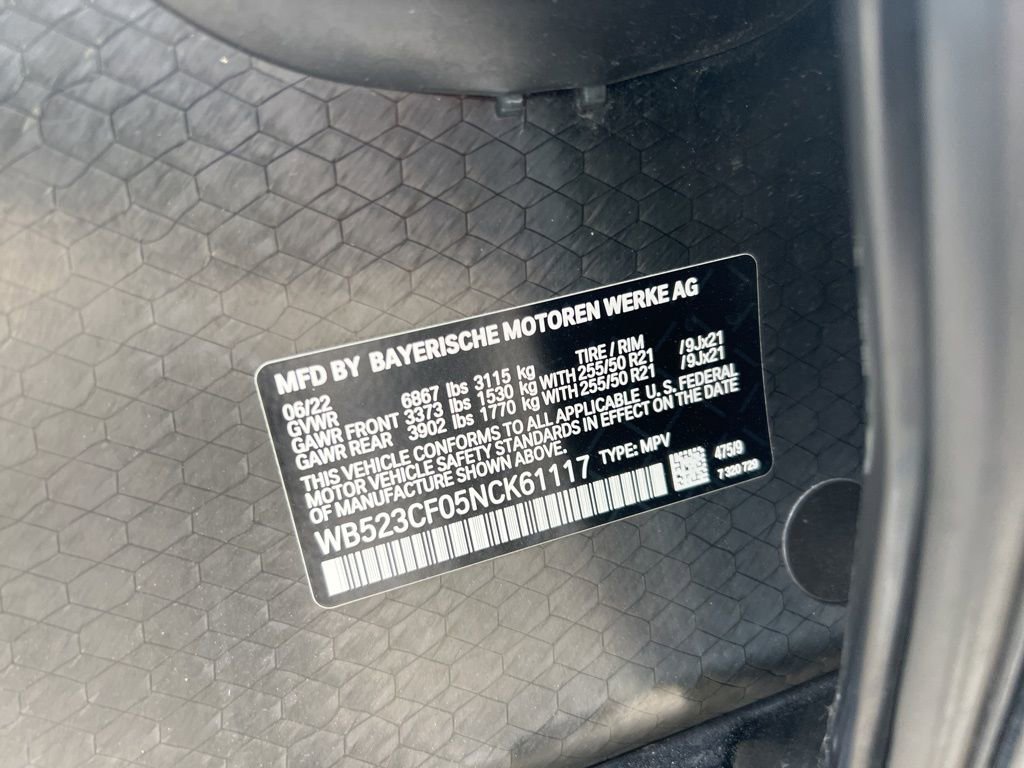 MFD BY BAYERISCHE MOTOREN WERKE AG
06/22 TIRE / RIM
GVWR 6867 lbs 3115 kg
GAWR FRONT 3373 lbs 1530 kg WITH 255/50 R21 /9Jx21
GAWR REAR 3902 lbs 1770 kg WITH 255/50 R21 /9Jx21
THIS VEHICLE CONFORMS TO ALL APPLICABLE U.S. FEDERAL
MOTOR VEHICLE SAFETY STANDARDS IN EFFECT ON THE DATE
OF MANUFACTURE SHOWN ABOVE.
WB523CF05NCK61117 TYPE: MPV 475/9
7 320 729